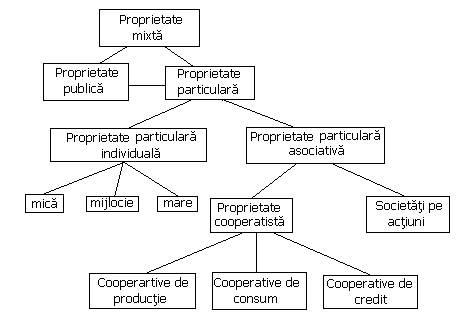 Proprietate
mixtă
Proprietate
publică
Proprietate
particulară
Proprietate particulară
individuală
Proprietate particulară
asociativă
mică
mijlocie
mare
Proprietate
cooperatistă
Societăţi pe
acţiuni
Cooperartive de
producţie
Cooperative de
consum
Cooperative de
credit